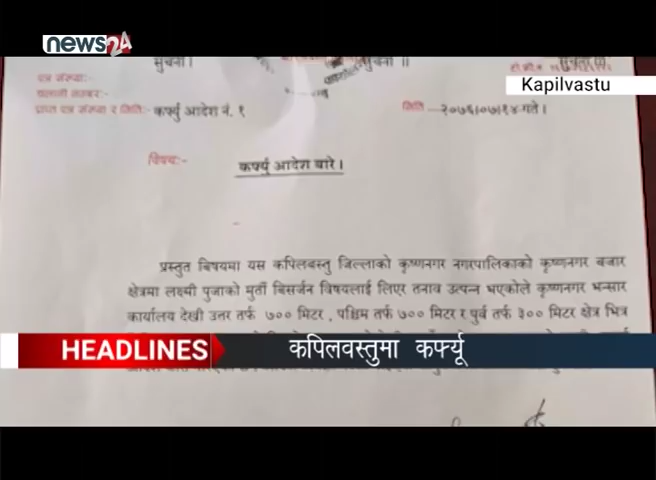 news24
सुचना।
सुचना ॥
Kapilvastu
पत्र संख्याः-
चलानी नम्बरः-
प्राप्त पत्र संख्या र मितिः- कर्फ्यु आदेश नं. १
मिति -२०७६।०७।१४ गते।
विषयः-
कर्फ्यु आदेश बारे।
प्रस्तुत बिषयमा यस कपिलबस्तु जिल्लाको कृष्णनगर नगरपालिकाको कृष्णनगर बजार
क्षेत्रमा लक्ष्मी पुजाको मुर्ती बिसर्जन विषयलाई लिएर तनाव उत्पन्न भएकोले कृष्णनगर भन्सार
कार्यालय देखी उत्तर तर्फ ७०० मिटर , पश्चिम तर्फ ७०० मिटर र पुर्व तर्फ ३०० मिटर क्षेत्र भित्र
HEADLINES कपिलवस्तुमा कर्फ्यू